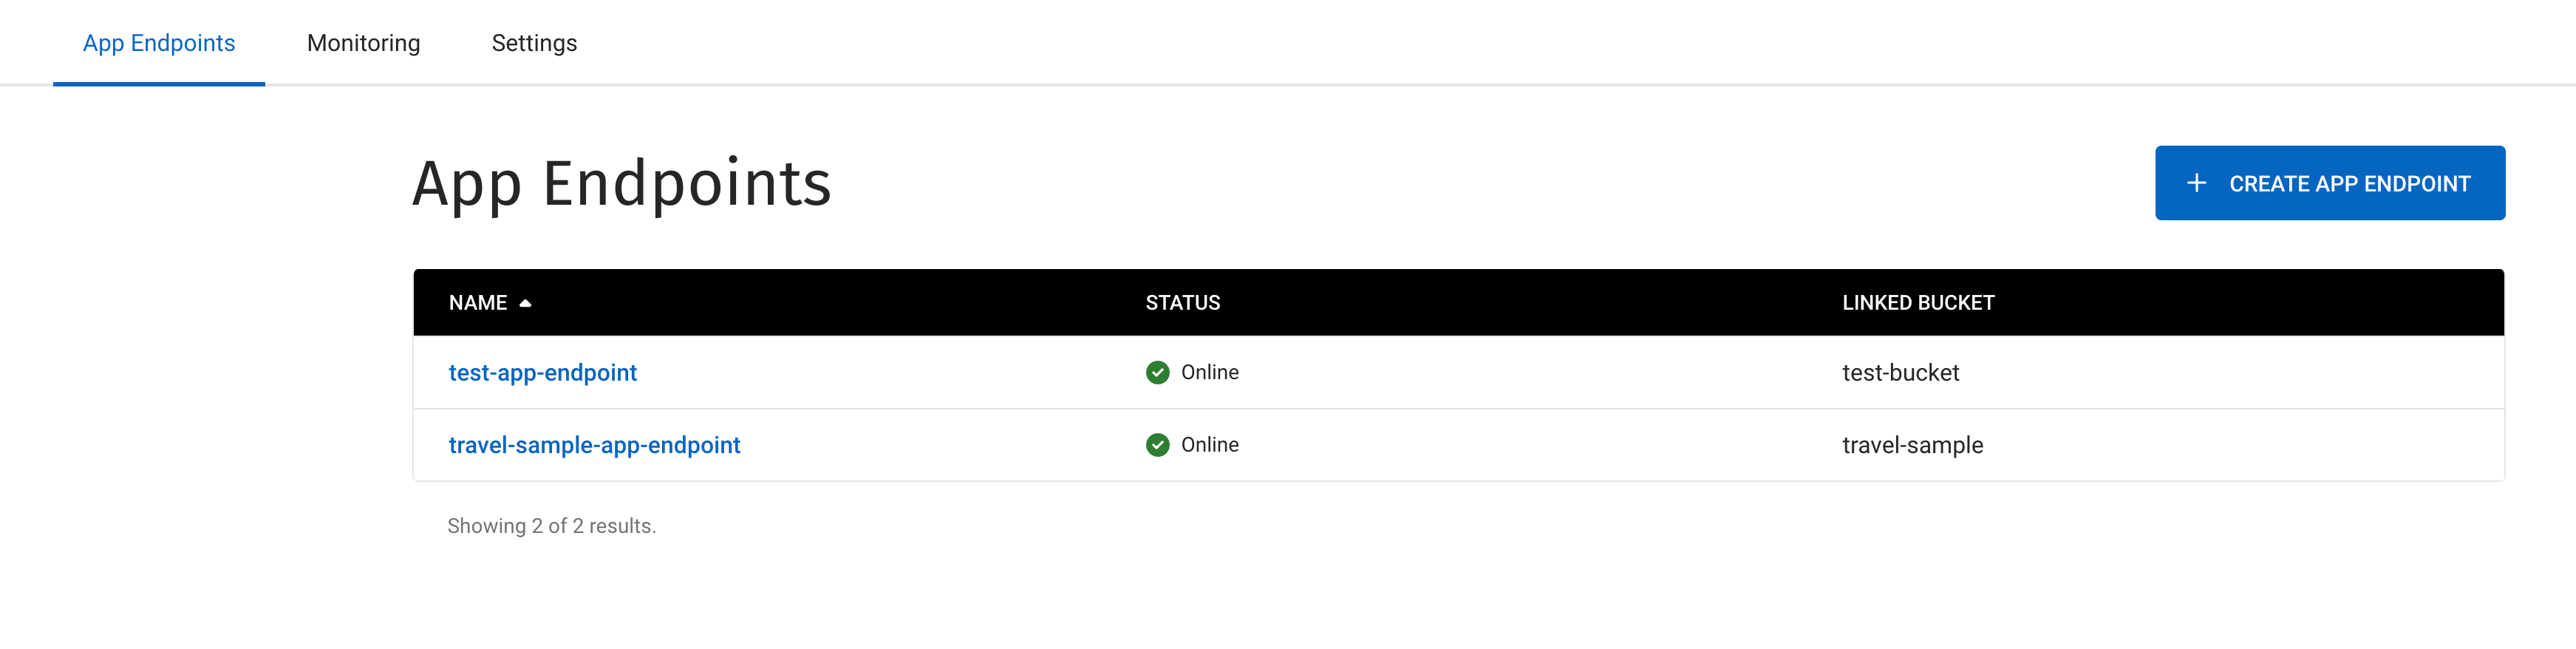 App Endpoints Monitoring Settings
App Endpoints
CREATE APP ENDPOINT
NAME STATUS LINKED BUCKET
test-app-endpoint Online test-bucket
travel-sample-app-endpoint Online travel-sample
Showing 2 of 2 results.